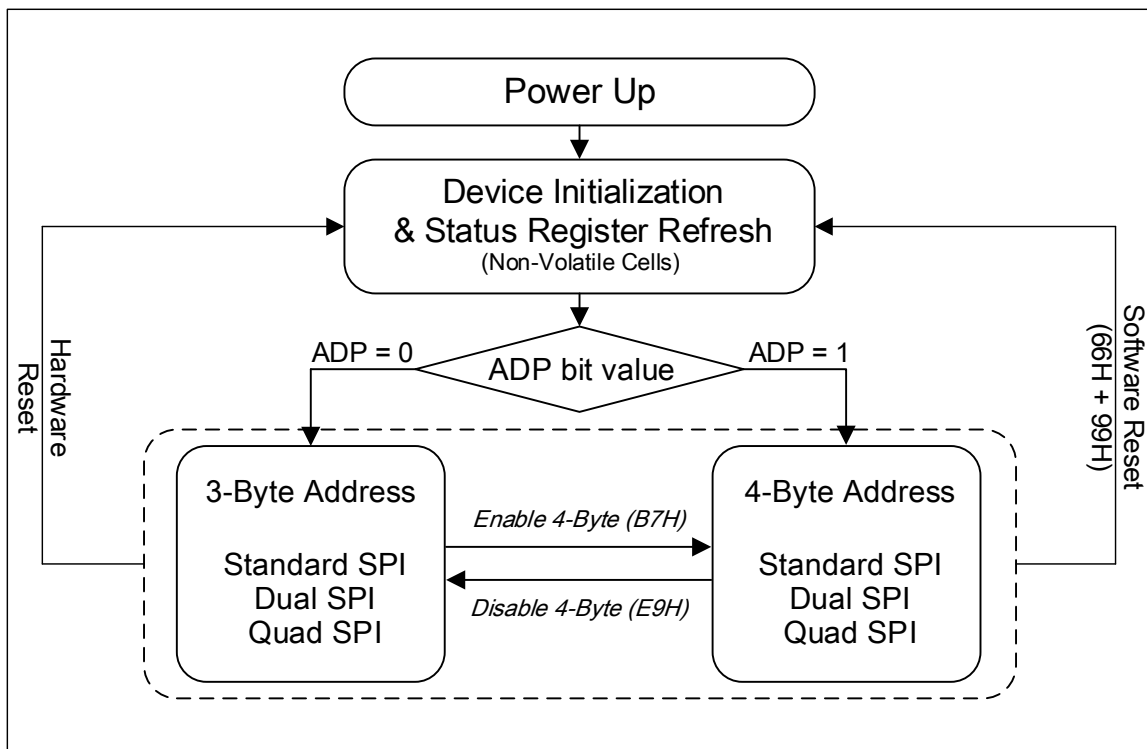 Power Up
Device Initialization
& Status Register Refresh
(Non-Volatile Cells)
Hardware
Reset
Software Reset
(66H + 99H)
ADP = 0
ADP bit value
ADP = 1
3-Byte Address
Standard SPI
Dual SPI
Quad SPI
Enable 4-Byte (B7H)
Disable 4-Byte (E9H)
4-Byte Address
Standard SPI
Dual SPI
Quad SPI